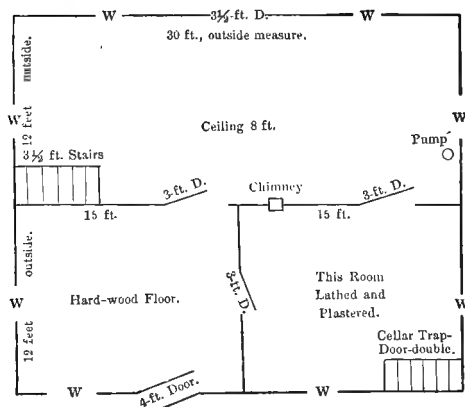 W 3½-ft. D. W
30 ft., outside measure.
outside.
W
12 feet
Ceiling 8 ft.
W
Pump
3½ ft. Stairs
Chimney
3-ft. D.
3-ft. D.
15 ft.
15 ft.
outside.
3-ft. D.
This Room
Hard-wood Floor.
Lathed and
Plastered.
W
W
12 feet
Cellar Trap-
Door-double.
W
4-ft. Door.
W